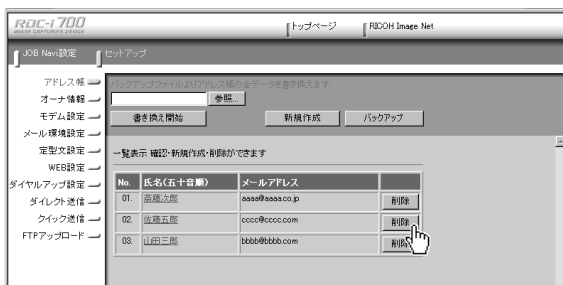 RDC-i 700
IMAGE CAPTURING DEVICE
トップページ
RICOH Image Net
JOB Navi設定
セットアップ
アドレス帳
オーナ情報
モデム設定
メール環境設定
定型文設定
WEB設定
ダイヤルアップ設定
ダイレクト送信
クイック送信
FTPアップロード
バックアップファイルよりアドレス帳の全データを書き換えます
参照...
書き換え開始
新規作成
バックアップ
一覧表示 確認・新規作成・削除ができます
No. 氏名(五十音順) メールアドレス
01. 斎藤次郎 aaaa@aaaa.co.jp 削除
02. 佐藤五郎 cccc@cccc.com 削除
03. 山田三郎 bbbb@bbbb.com 削除